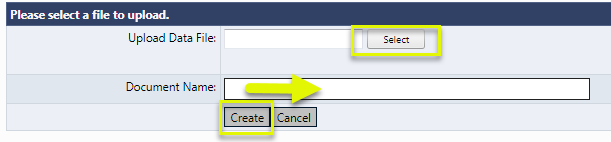 Please select a file to upload.
Upload Data File: Select
Document Name:
Create Cancel